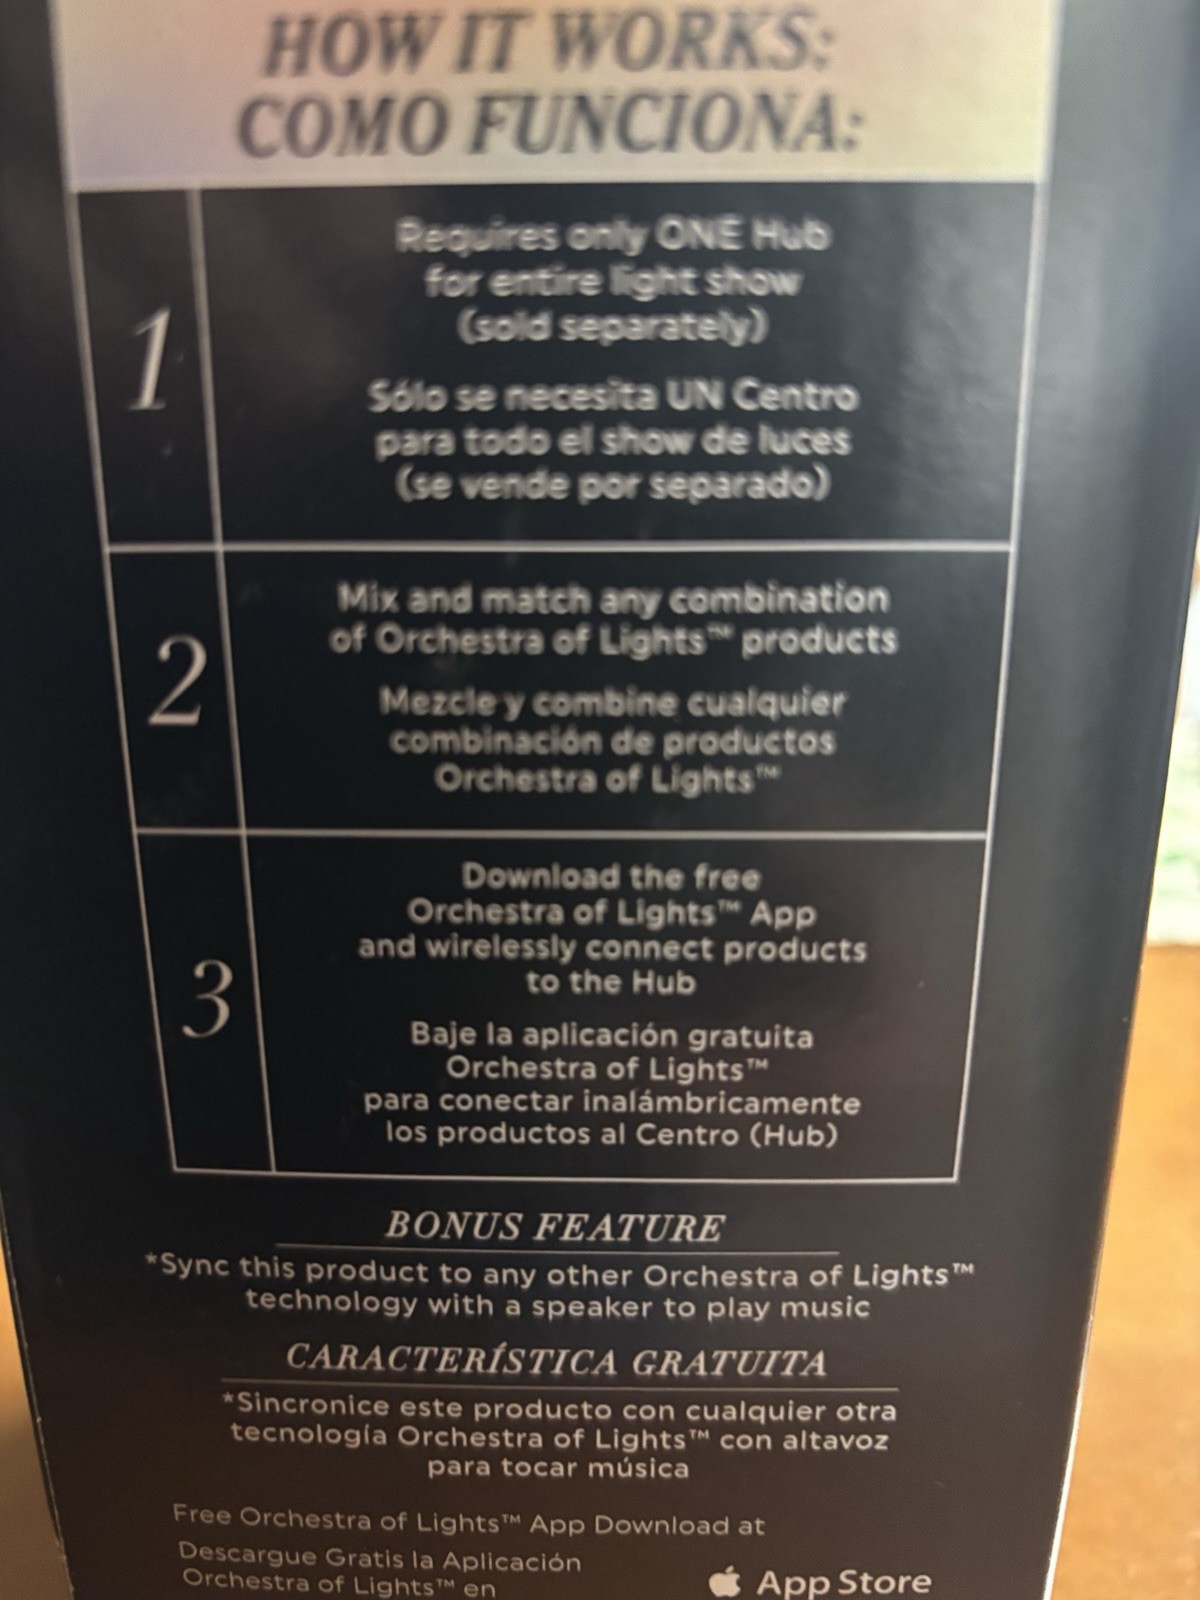 HOW IT WORKS:
COMO FUNCIONA:
1
Requires only ONE Hub
for entire light show
(sold separately)
Sólo se necesita UN Centro
para todo el show de luces
(se vende por separado)
2
Mix and match any combination
of Orchestra of Lights™ products
Mezcle y combine cualquier
combinación de productos
Orchestra of Lights™
3
Download the free
Orchestra of Lights™ App
and wirelessly connect products
to the Hub
Baje la aplicación gratuita
Orchestra of Lights™
para conectar inalámbricamente
los productos al Centro (Hub)
BONUS FEATURE
*Sync this product to any other Orchestra of Lights™
technology with a speaker to play music
CARACTERÍSTICA GRATUITA
*Sincronice este producto con cualquier otra
tecnología Orchestra of Lights™ con altavoz
para tocar música
Free Orchestra of Lights™ App Download at
Descargue Gratis la Aplicación
Orchestra of Lights™ en
App Store